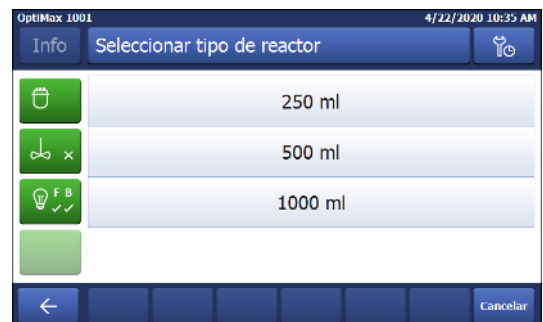 OptiMax 1001 4/22/2020 10:35 AM
Info Seleccionar tipo de reactor
250 ml
× 500 ml
F B 1000 ml
Cancelar